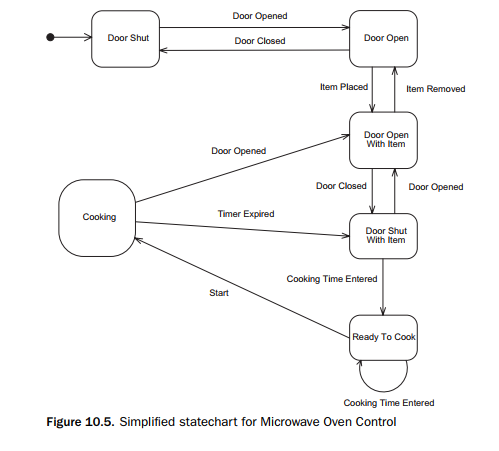 Door Opened
Door Shut
Door Closed
Door Open
Item Placed
Item Removed
Door Open
With Item
Door Opened
Door Closed
Door Opened
Cooking
Timer Expired
Door Shut
With Item
Cooking Time Entered
Start
Ready To Cook
Cooking Time Entered
Figure 10.5. Simplified statechart for Microwave Oven Control